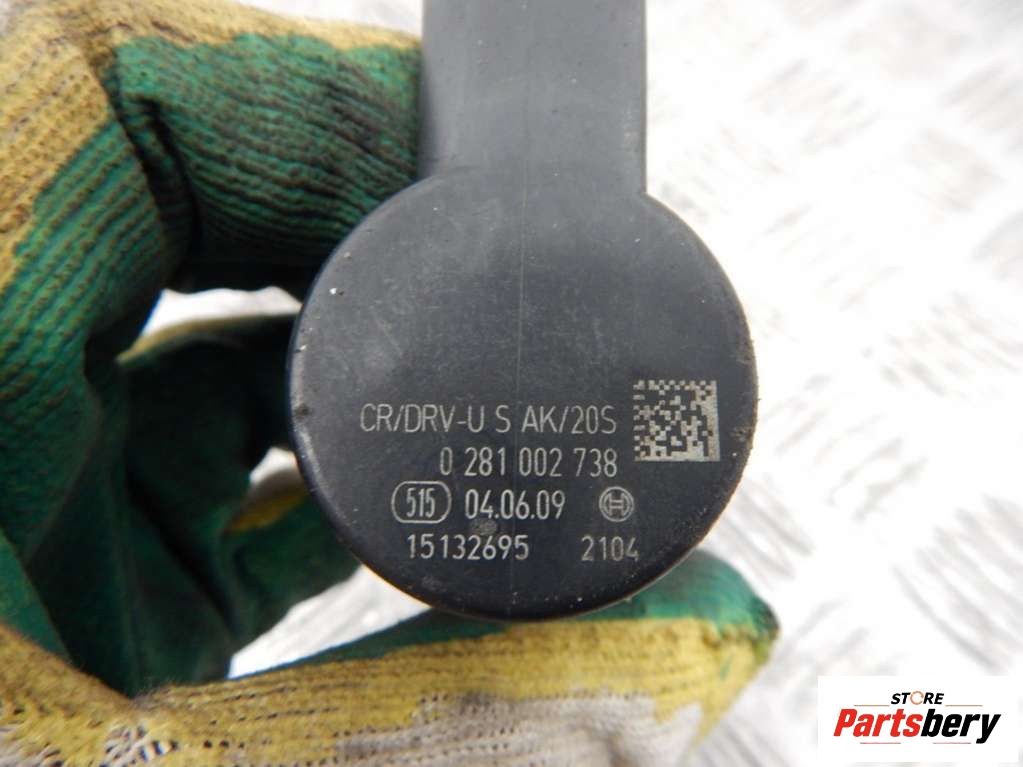 CR/DRV-U S AK/20S
0 281 002 738
515 04.06.09
15132695 2104
STORE
Partsbery